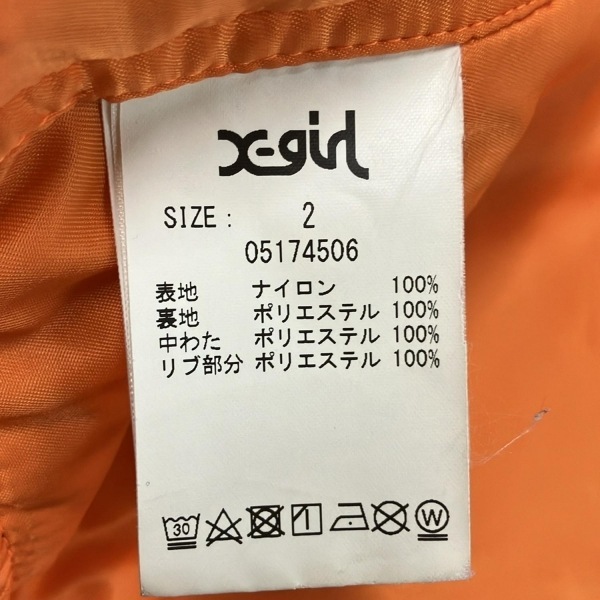 X-girl
SIZE : 2
05174506
表地 ナイロン 100%
裏地 ポリエステル 100%
中わた ポリエステル 100%
リブ部分 ポリエステル 100%
30 W